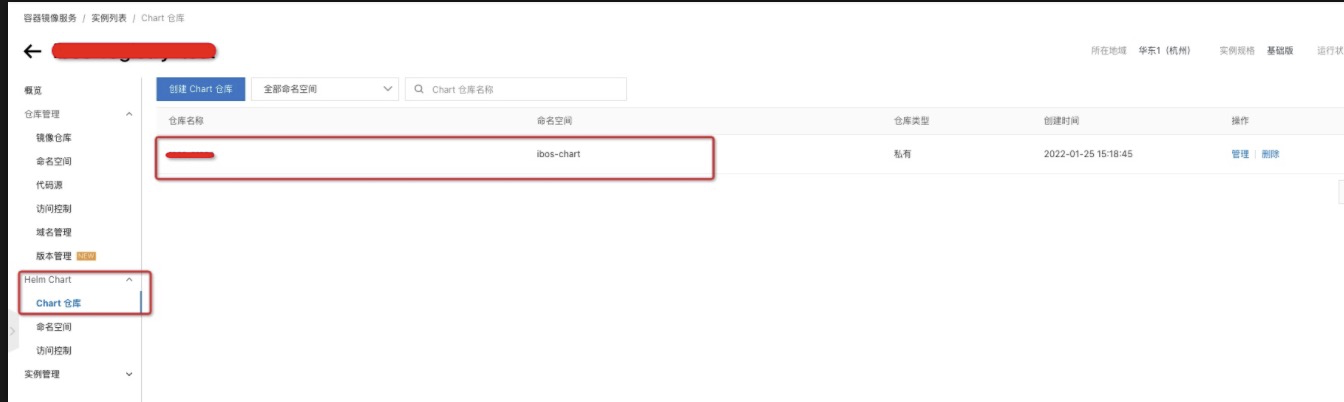 容器镜像服务 / 实例列表 / Chart 仓库
所在地域 华东1（杭州） 实例规格 基础版 运行状
概览
仓库管理
镜像仓库
命名空间
代码源
访问控制
域名管理
版本管理 NEW
Helm Chart
Chart 仓库
命名空间
访问控制
实例管理
创建 Chart 仓库 全部命名空间 Chart 仓库名称
仓库名称 命名空间 仓库类型 创建时间 操作
ibos-chart 私有 2022-01-25 15:18:45 管理 | 删除